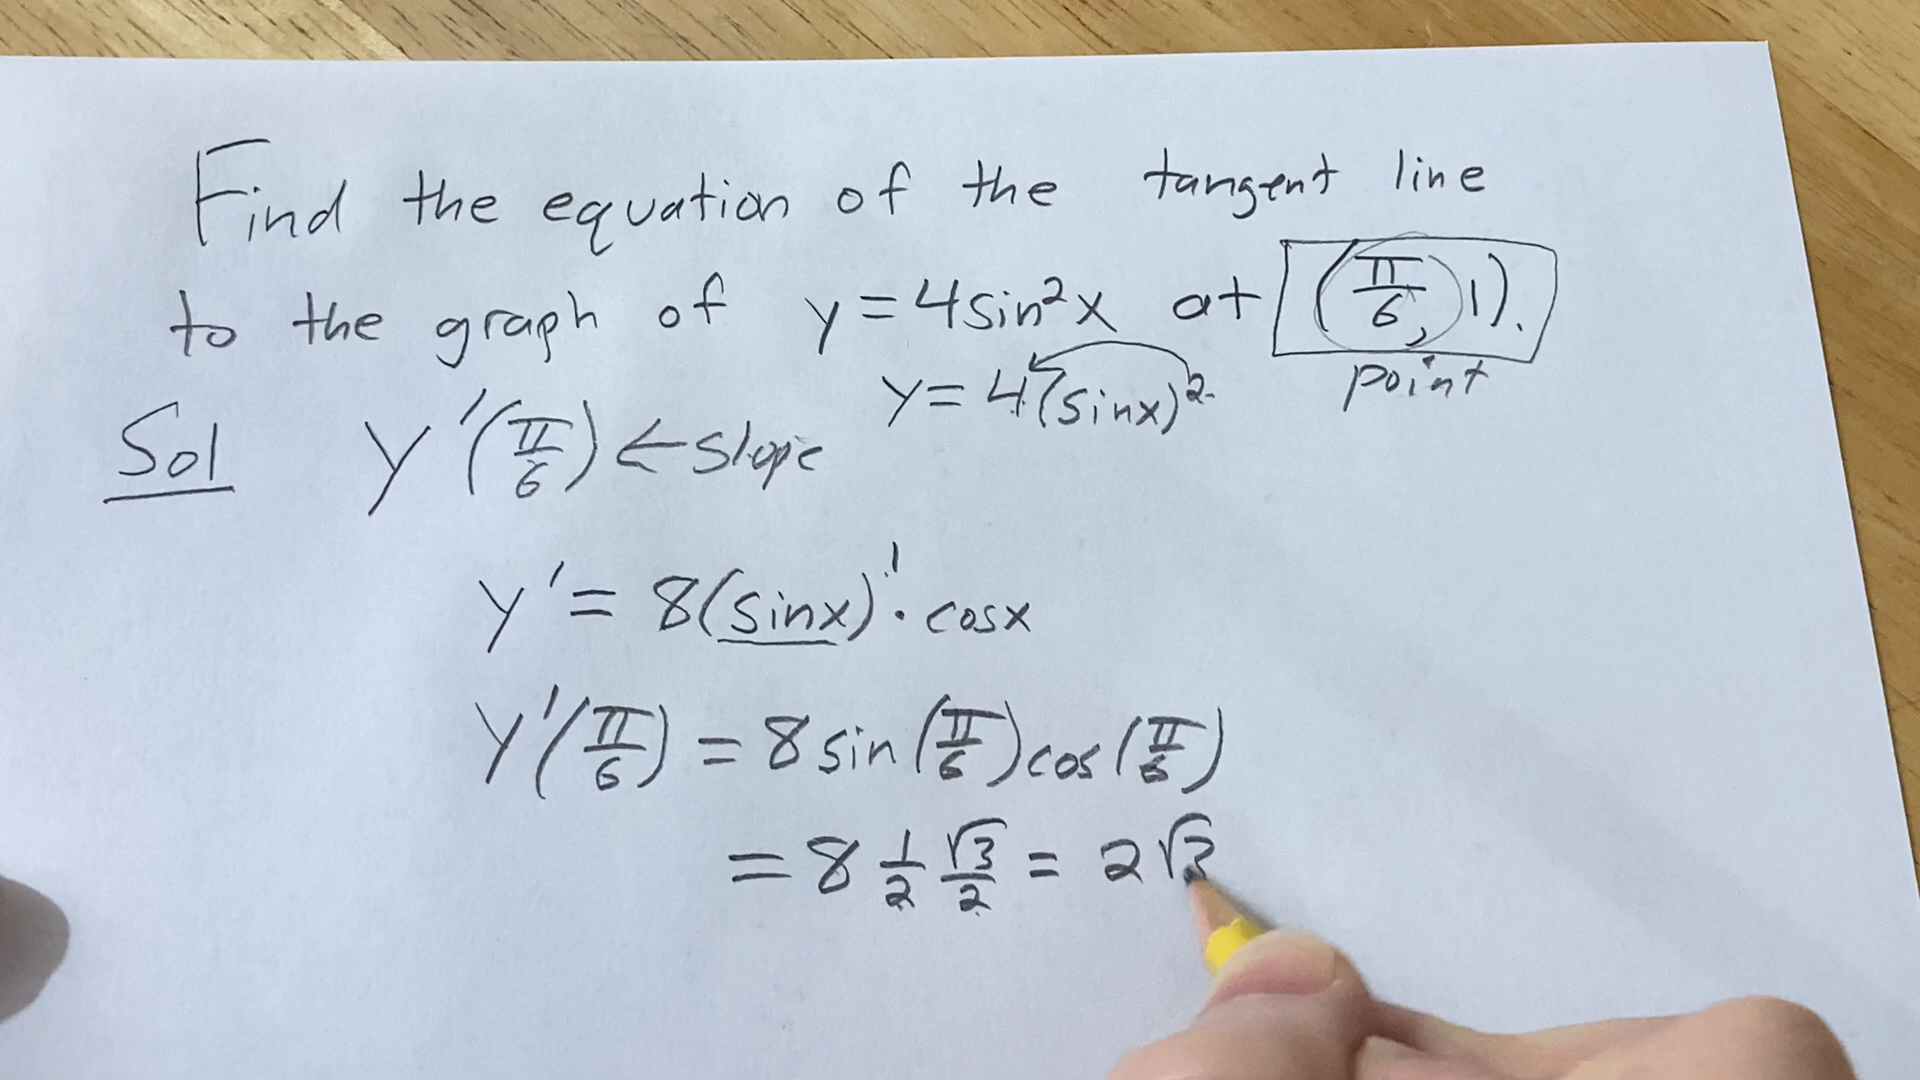 Find the equation of the tangent line
to the graph of y = 4sin²x at (π/6, 1).
y = 4(sinx)² point
Sol y'(π/6) ← slope
y' = 8(sinx)¹ · cosx
y'(π/6) = 8sin(π/6)cos(π/6)
= 8 1/2 √3/2 = 2√3